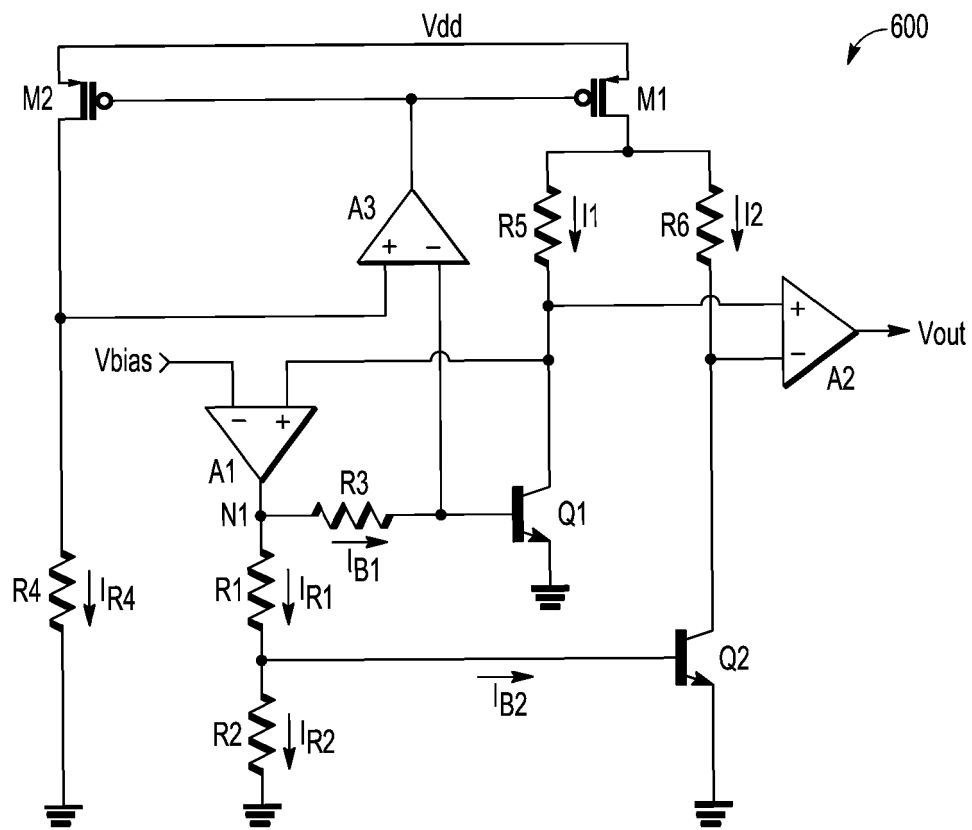 Vdd
600
M2
M1
A3
+
−
R5
I1
R6
I2
Vbias
+
−
Vout
A2
−
+
A1
R3
N1
Q1
IB1
R4
IR4
R1
IR1
Q2
IB2
R2
IR2